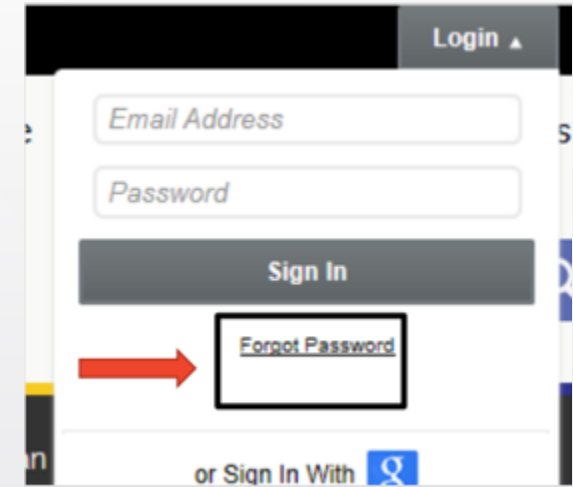 Login ▲
Email Address
Password
Sign In
Forgot Password
or Sign In With g